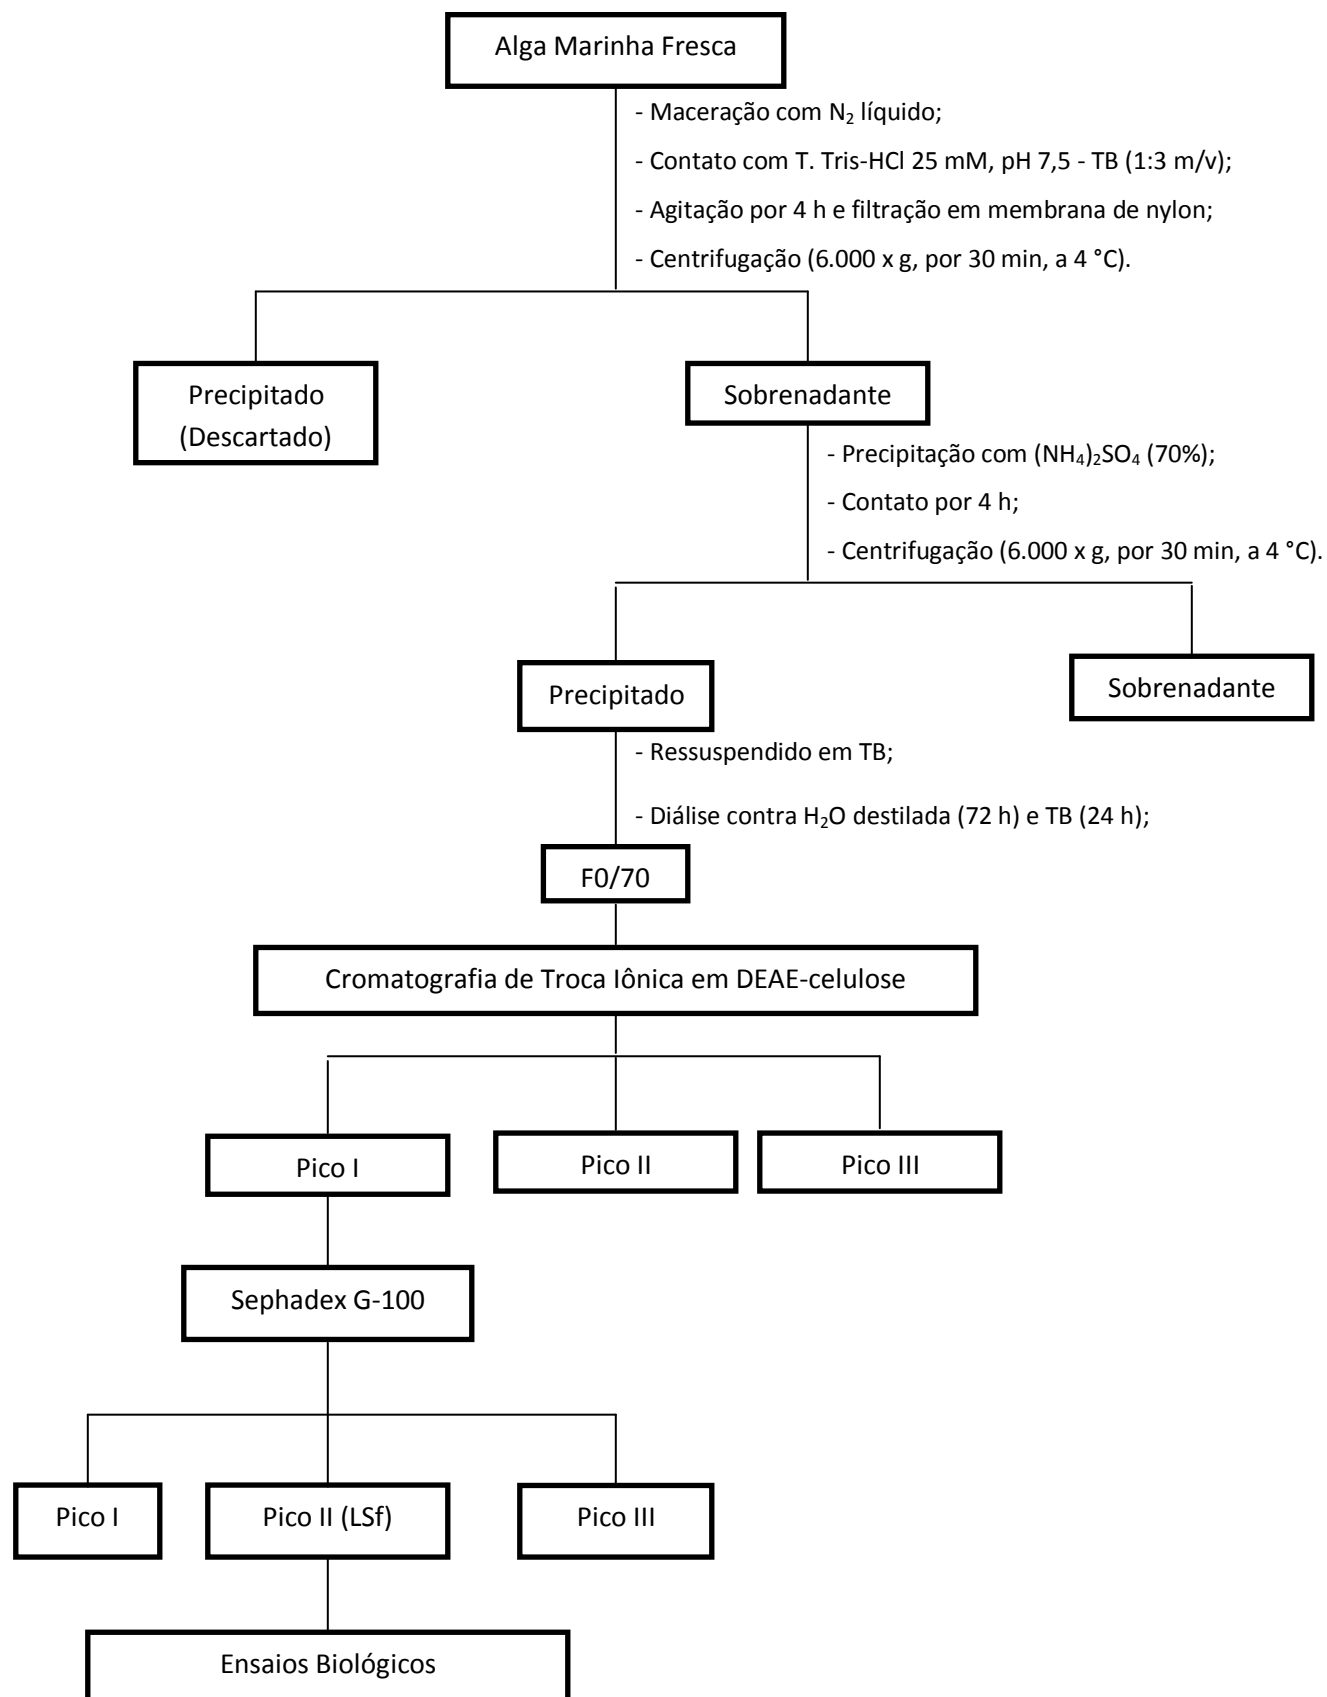 Alga Marinha Fresca
- Maceração com N₂ líquido;
- Contato com T. Tris-HCl 25 mM, pH 7,5 - TB (1:3 m/v);
- Agitação por 4 h e filtração em membrana de nylon;
- Centrifugação (6.000 x g, por 30 min, a 4 °C).
Precipitado
(Descartado)
Sobrenadante
- Precipitação com (NH₄)₂SO₄ (70%);
- Contato por 4 h;
- Centrifugação (6.000 x g, por 30 min, a 4 °C).
Precipitado
Sobrenadante
- Ressuspendido em TB;
- Diálise contra H₂O destilada (72 h) e TB (24 h);
F0/70
Cromatografia de Troca Iônica em DEAE-celulose
Pico I
Pico II
Pico III
Sephadex G-100
Pico I
Pico II (LSf)
Pico III
Ensaios Biológicos